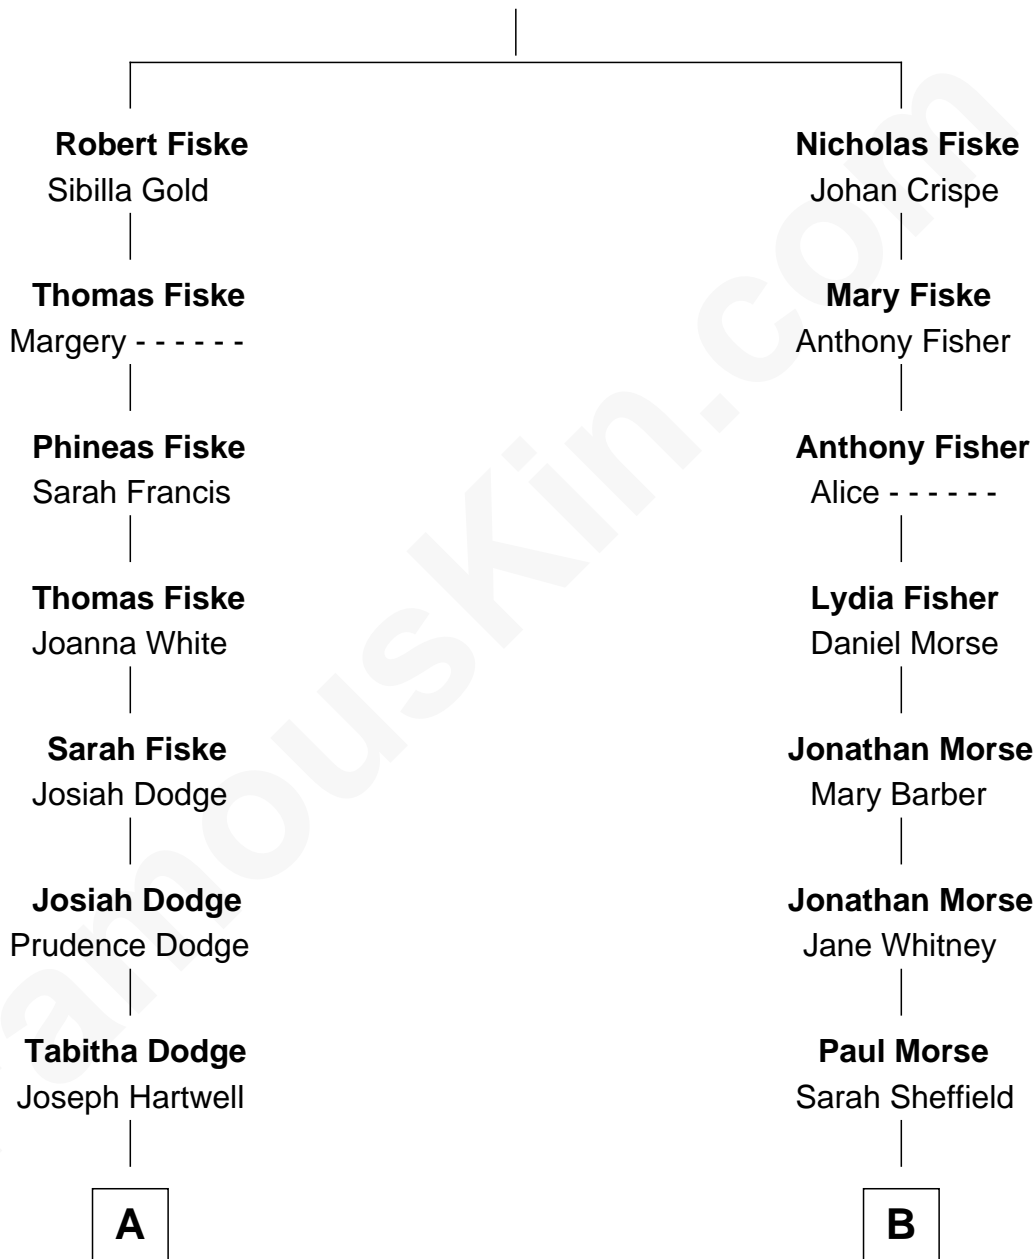 Robert Fiske
Sibilla Gold
Thomas Fiske
Margery - - - - - -
Phineas Fiske
Sarah Francis
Thomas Fiske
Joanna White
Sarah Fiske
Josiah Dodge
Josiah Dodge
Prudence Dodge
Tabitha Dodge
Joseph Hartwell
A
Nicholas Fiske
Johan Crispe
Mary Fiske
Anthony Fisher
Anthony Fisher
Alice - - - - - -
Lydia Fisher
Daniel Morse
Jonathan Morse
Mary Barber
Jonathan Morse
Jane Whitney
Paul Morse
Sarah Sheffield
B
amousKin.com